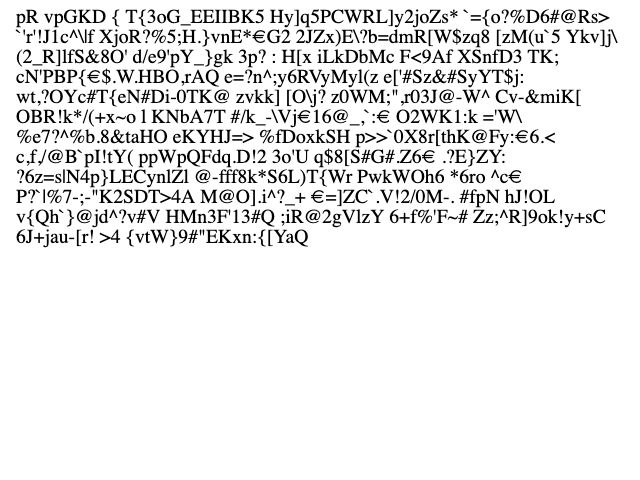 pR vpGKD { T{3oG_EEIIBK5 Hy]q5PCWRL]y2joZs* `={o?%D6#@Rs>
`'r'!J1c^\lf XjoR?%5;H.}vnE*€G2 2JZx)E\?b=dmR[W$zq8 [zM(u`5 Ykv]j\
(2_R]lfS&8O' d/e9'pY_}gk 3p? : H[x iLkDbMc F<9Af XSnfD3 TK;
cN'PBP{€$.W.HBO,rAQ e=?n^;y6RVyMyl(z e['#Sz&#SyYT$j:
wt,?OYc#T{eN#Di-0TK@ zvkk] [O\j? z0WM;",r03J@-W^ Cv-&miK[
OBR!k*/(+x~o l KNbA7T #/k_-\Vj€16@_,`:€ O2WK1:k ='W\
%e7?^%b.8&taHO eKYHJ=> %fDoxkSH p>>`0X8r[thK@Fy:€6.<
c,f,/@B`pI!tY( ppWpQFdq.D!2 3o'U q$8[S#G#.Z6€ .?E}ZY:
?6z=s|N4p}LECynlZl @-fff8k*S6L)T{Wr PwkWOh6 *6ro ^c€
P?`|%7-;-"K2SDT>4A M@O].i^?_+ €=]ZC`.V!2/0M-. #fpN hJ!OL
v{Qh`}@jd^?v#V HMn3F'13#Q ;iR@2gVlzY 6+f%'F~# Zz;^R]9ok!y+sC
6J+jau-[r! >4 {vtW}9#"EKxn:{[YaQ